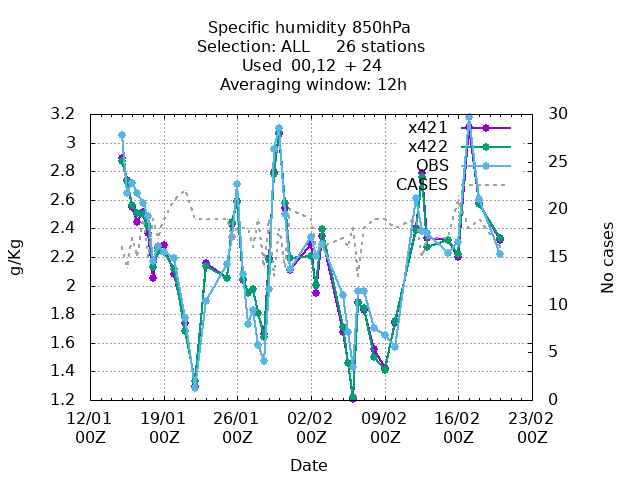 Specific humidity 850hPa
Selection: ALL 26 stations
Used 00,12 + 24
Averaging window: 12h
3.2
3
2.8
2.6
2.4
2.2
2
1.8
1.6
1.4
1.2
30
25
20
15
10
5
0
x421
x422
OBS
CASES
g/Kg
No cases
12/01 19/01 26/01 02/02 09/02 16/02 23/02
00Z 00Z 00Z 00Z 00Z 00Z 00Z
Date